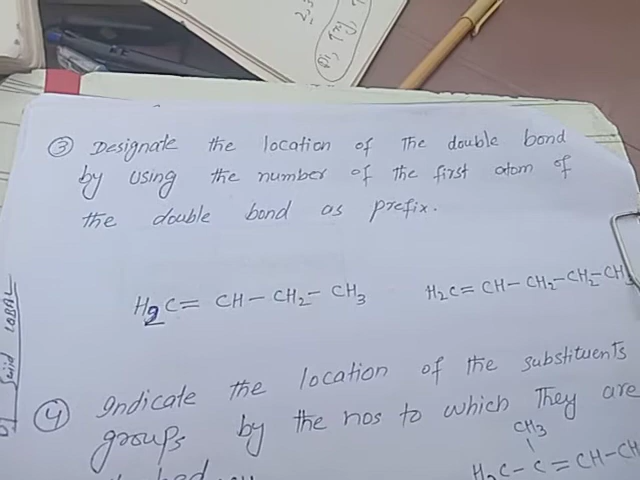 ③ Designate the location of the double bond
by using the number of the first atom of
the double bond as prefix.
H2C= CH- CH2- CH3
H2C= CH- CH2-CH2-CH3
④ Indicate the location of the substituents
groups by the nos to which they are
CH3
H3C- C =CH-CH